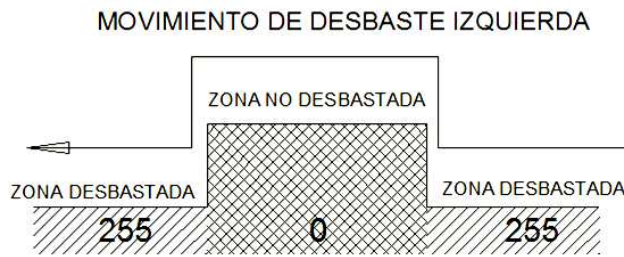 MOVIMIENTO DE DESBASTE IZQUIERDA
ZONA NO DESBASTADA
ZONA DESBASTADA
ZONA DESBASTADA
255
0
255